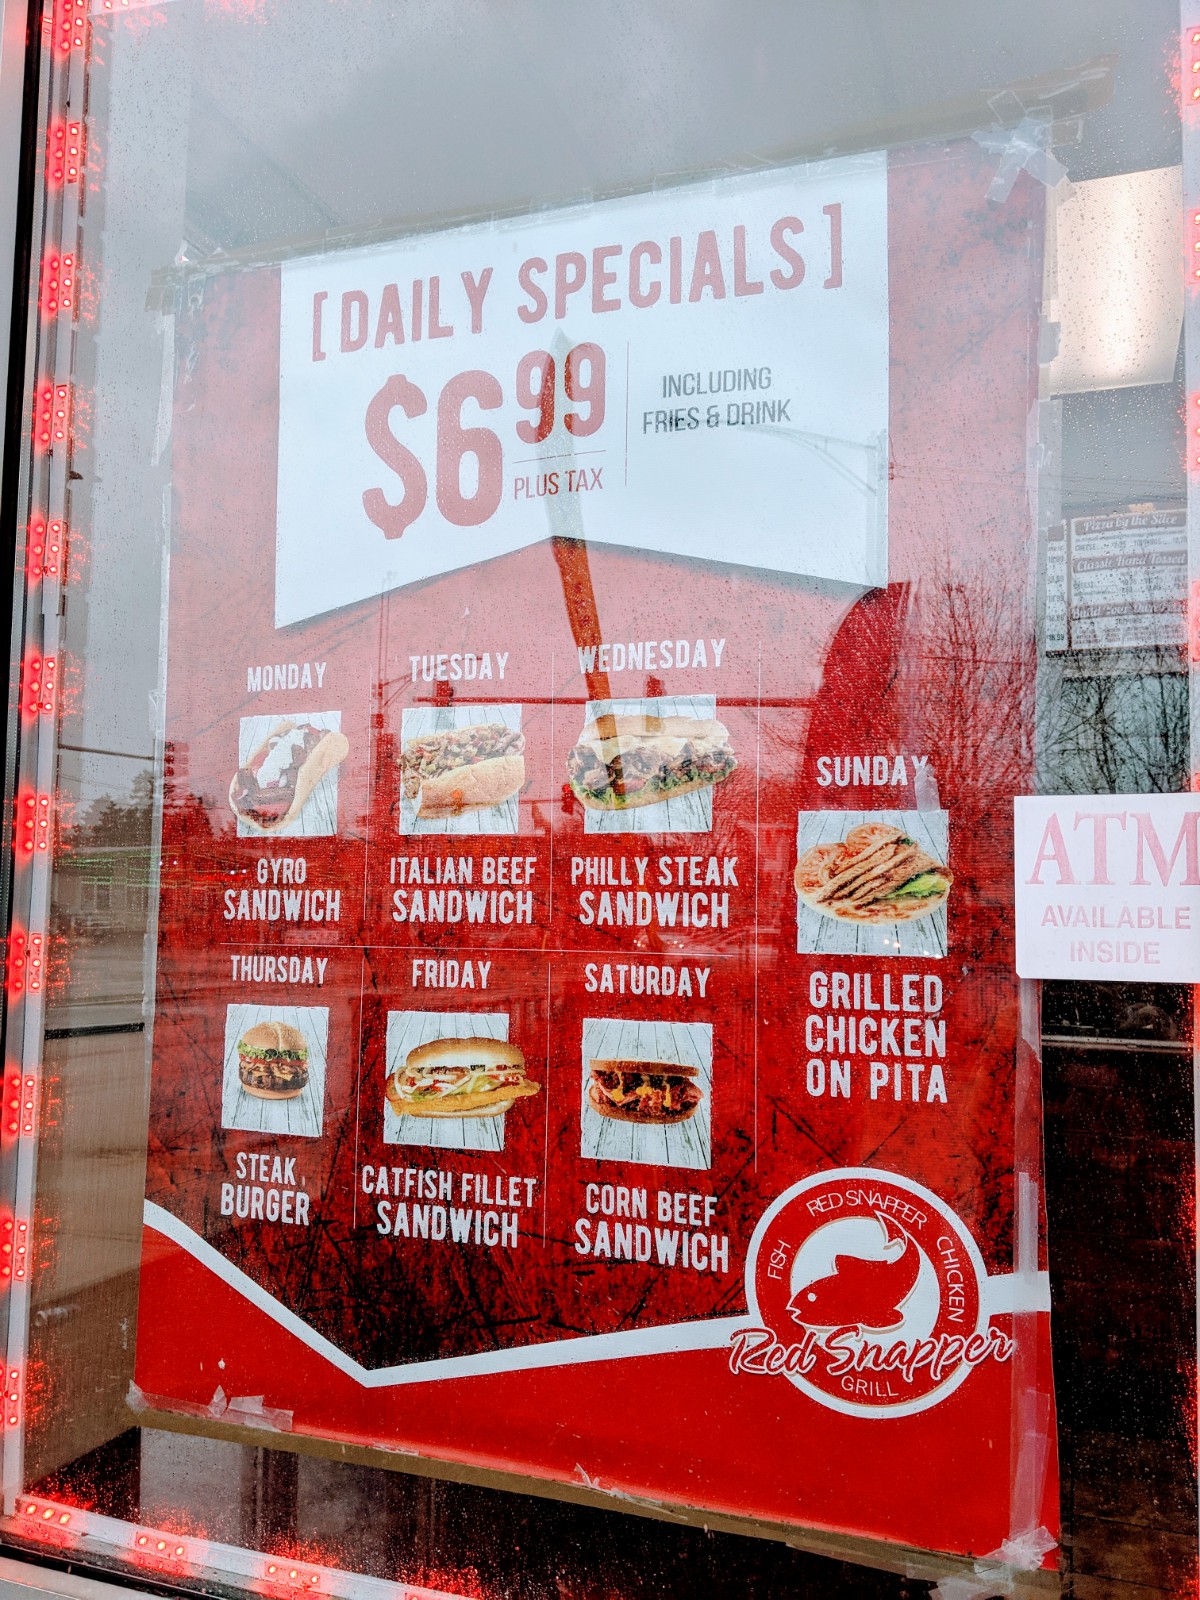 [DAILY SPECIALS]
$6.99
PLUS TAX
INCLUDING
FRIES & DRINK
MONDAY
GYRO
SANDWICH
TUESDAY
ITALIAN BEEF
SANDWICH
WEDNESDAY
PHILLY STEAK
SANDWICH
THURSDAY
STEAK
BURGER
FRIDAY
CATFISH FILLET
SANDWICH
SATURDAY
CORN BEEF
SANDWICH
SUNDAY
GRILLED
CHICKEN
ON PITA
FISH RED SNAPPER CHICKEN
Red Snapper
GRILL
Pizza by the Slice
Classic Hand Tossed
ATM
AVAILABLE
INSIDE